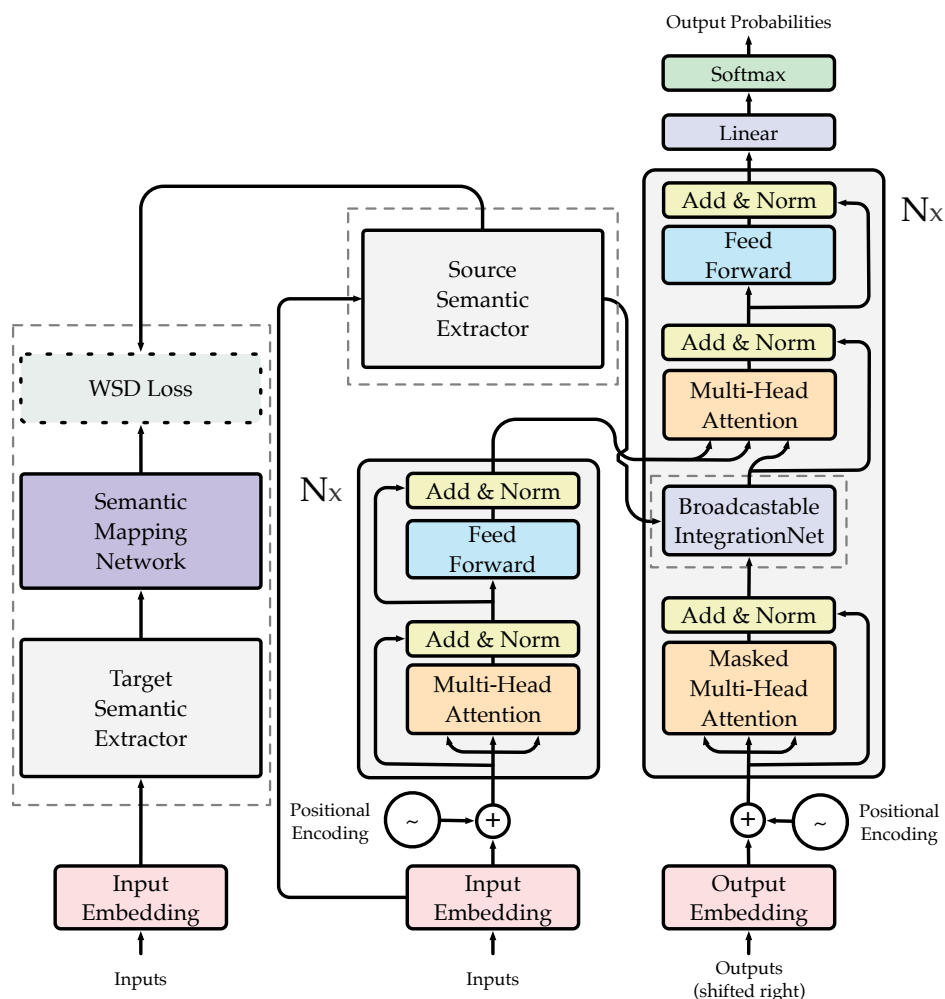 Output Probabilities
Softmax
Linear
Add & Norm
Feed
Forward
Add & Norm
Multi-Head
Attention
Broadcastable
IntegrationNet
Add & Norm
Masked
Multi-Head
Attention
Nx
Positional
Encoding
~
+
Output
Embedding
Outputs
(shifted right)
Source
Semantic
Extractor
Nx
Add & Norm
Feed
Forward
Add & Norm
Multi-Head
Attention
Positional
Encoding
~
+
Input
Embedding
Inputs
WSD Loss
Semantic
Mapping
Network
Target
Semantic
Extractor
Input
Embedding
Inputs